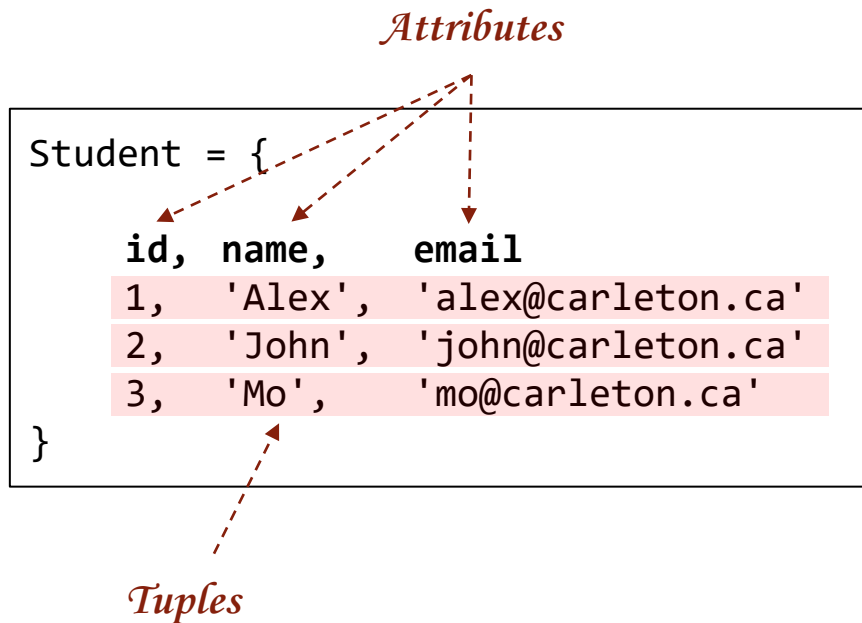 Attributes
Student = {
id, name, email
1, 'Alex', 'alex@carleton.ca'
2, 'John', 'john@carleton.ca'
3, 'Mo', 'mo@carleton.ca'
}
Tuples